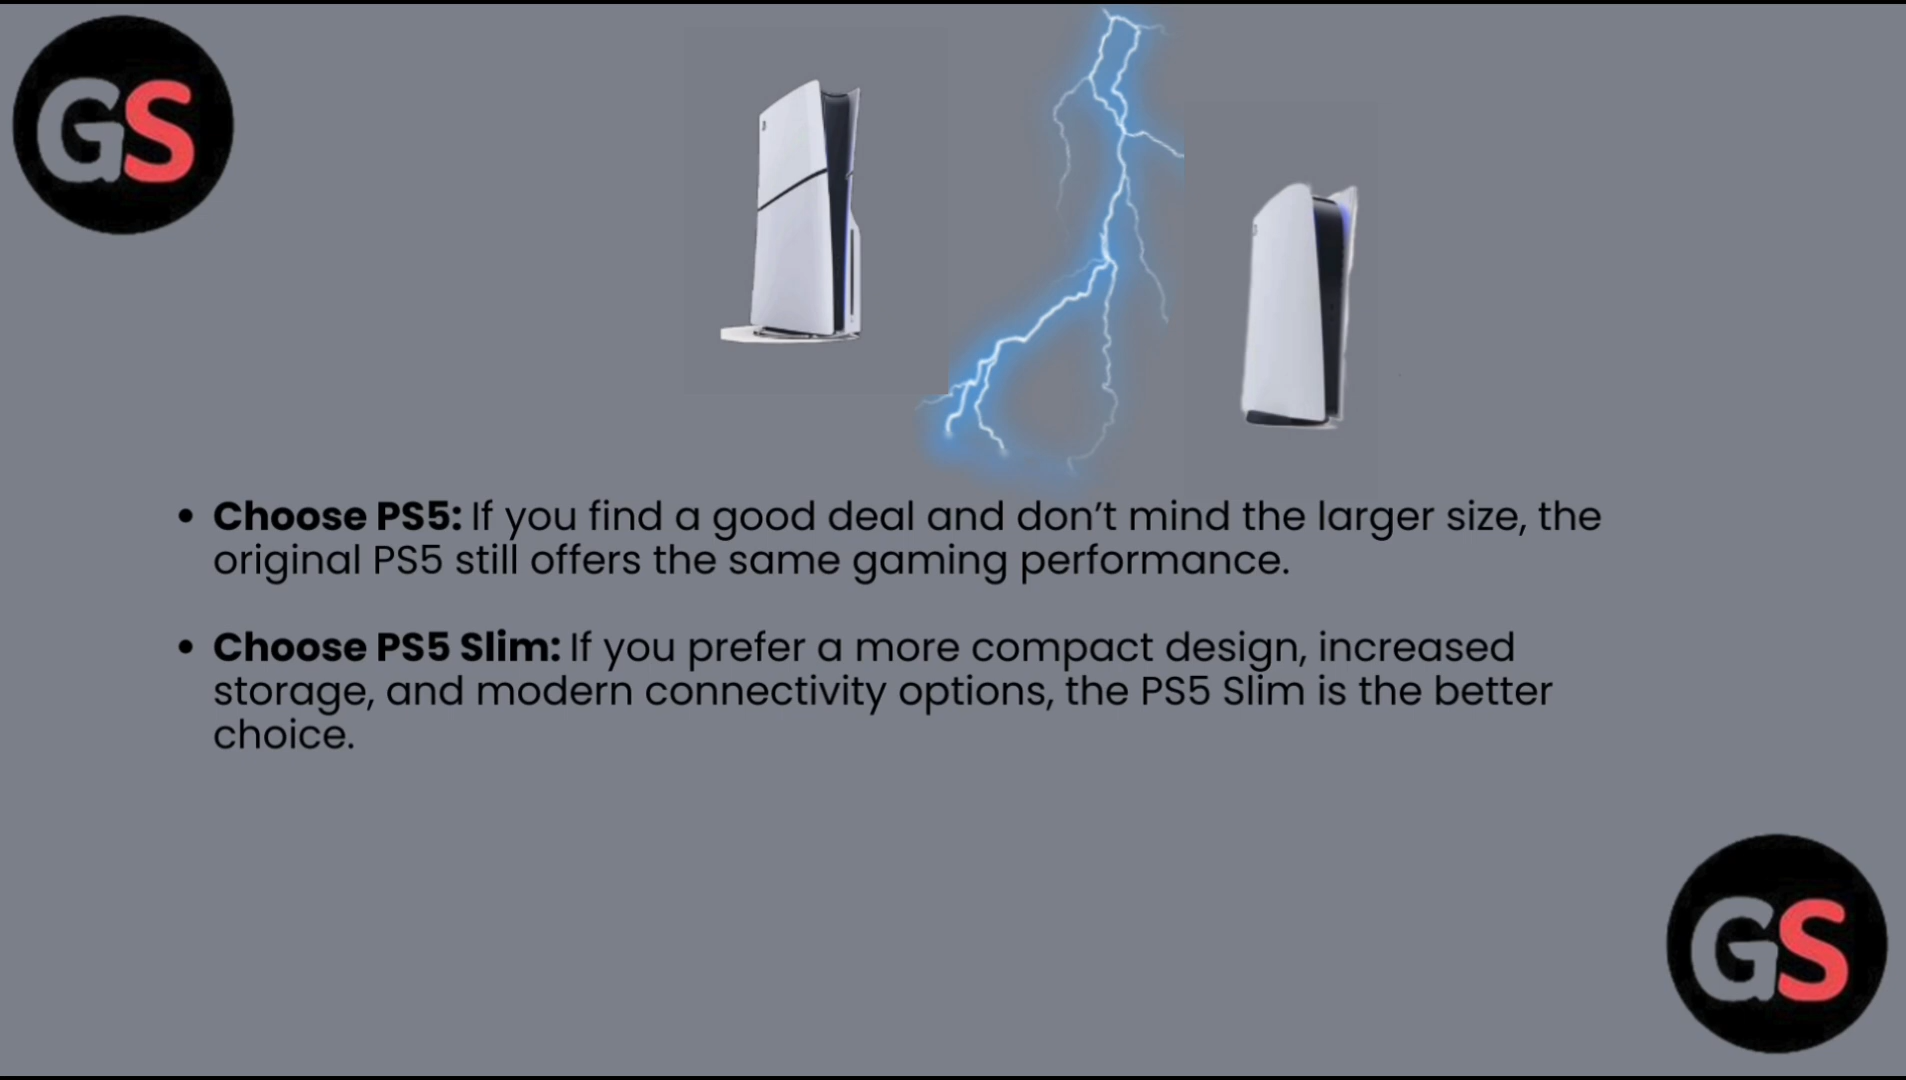 GS
• Choose PS5: If you find a good deal and don't mind the larger size, the
original PS5 still offers the same gaming performance.
• Choose PS5 Slim: If you prefer a more compact design, increased
storage, and modern connectivity options, the PS5 Slim is the better
choice.
GS